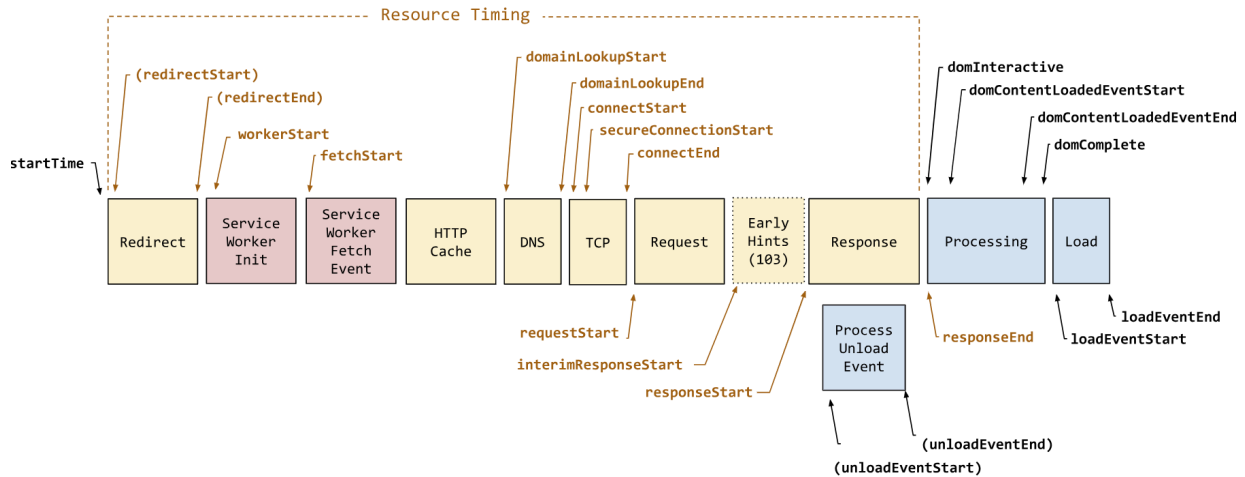 Resource Timing
domainLookupStart
(redirectStart)
domInteractive
domainLookupEnd
domContentLoadedEventStart
(redirectEnd)
connectStart
domContentLoadedEventEnd
workerStart
secureConnectionStart
fetchStart
connectEnd
domComplete
startTime
Redirect
Service
Worker
Init
Service
Worker
Fetch
Event
HTTP
Cache
DNS
TCP
Request
Early
Hints
(103)
Response
Processing
Load
requestStart
interimResponseStart
responseStart
Process
Unload
Event
responseEnd
loadEventEnd
loadEventStart
(unloadEventEnd)
(unloadEventStart)